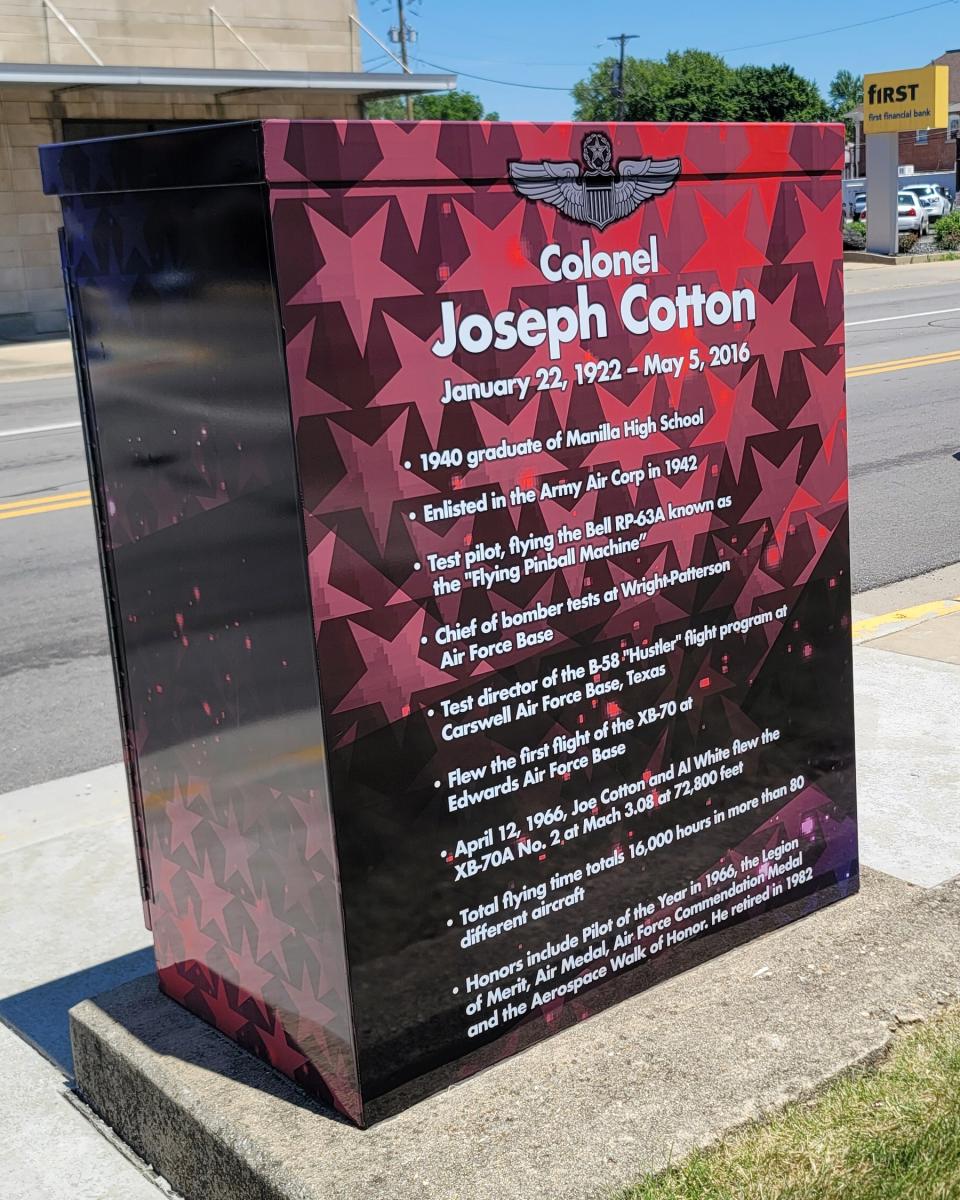 fiRST
first financial bank
Colonel
Joseph Cotton
January 22, 1922 – May 5, 2016
• 1940 graduate of Manilla High School
• Enlisted in the Army Air Corp in 1942
• Test pilot, flying the Bell RP-63A known as
the "Flying Pinball Machine”
• Chief of bomber tests at Wright-Patterson
Air Force Base
• Test director of the B-58 "Hustler" flight program at
Carswell Air Force Base, Texas
• Flew the first flight of the XB-70 at
Edwards Air Force Base
• April 12, 1966, Joe Cotton and Al White flew the
XB-70A No. 2 at Mach 3.08 at 72,800 feet
• Total flying time totals 16,000 hours in more than 80
different aircraft
• Honors include Pilot of the Year in 1966, the Legion
of Merit, Air Medal, Air Force Commendation Medal
and the Aerospace Walk of Honor. He retired in 1982